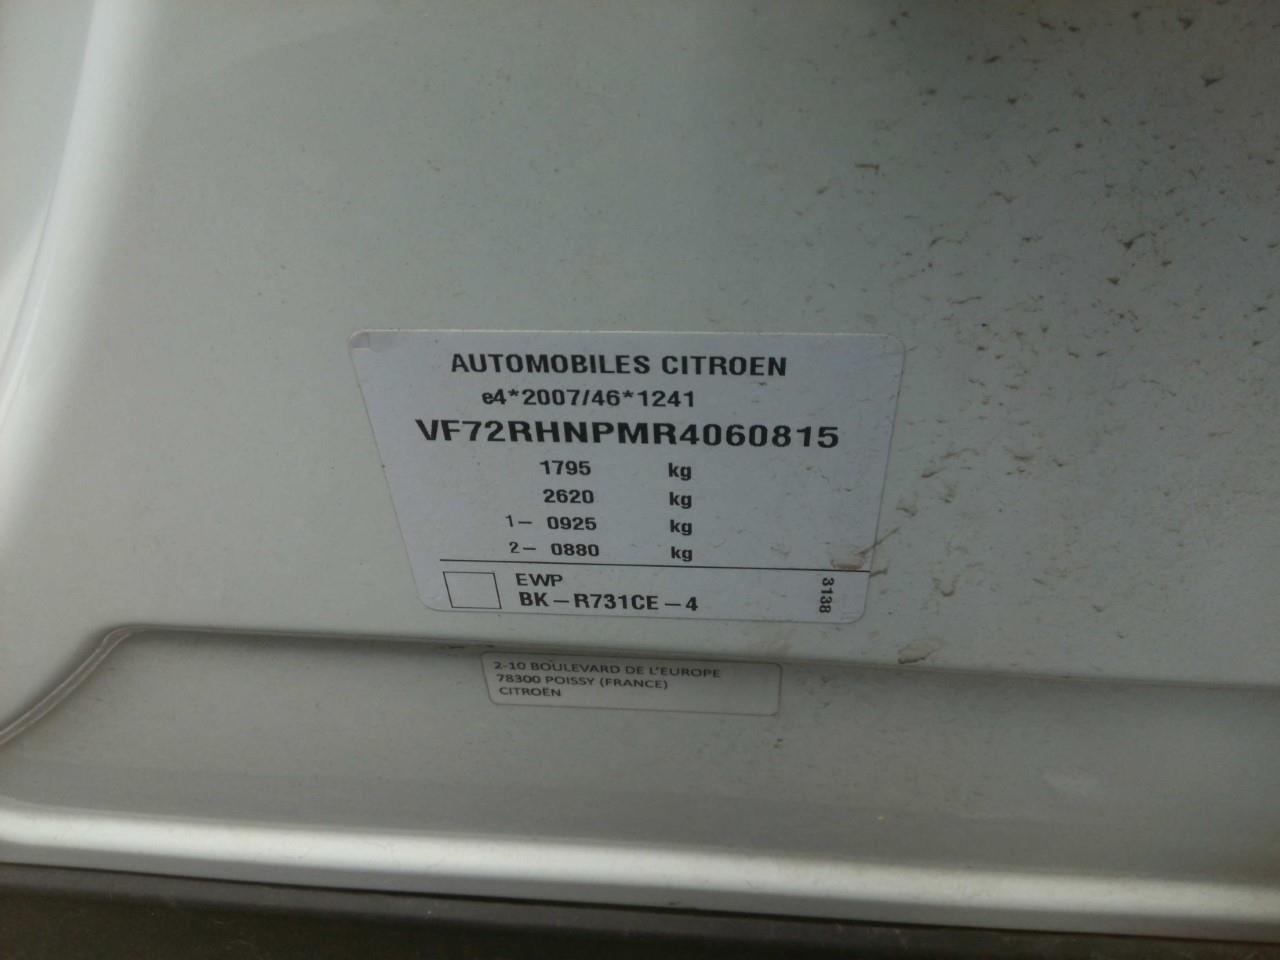 AUTOMOBILES CITROEN
e4*2007/46*1241
VF72RHNPMR4060815
1795 kg
2620 kg
1- 0925 kg
2- 0880 kg
EWP
BK-R731CE-4
3138
2-10 BOULEVARD DE L'EUROPE
78300 POISSY (FRANCE)
CITROËN